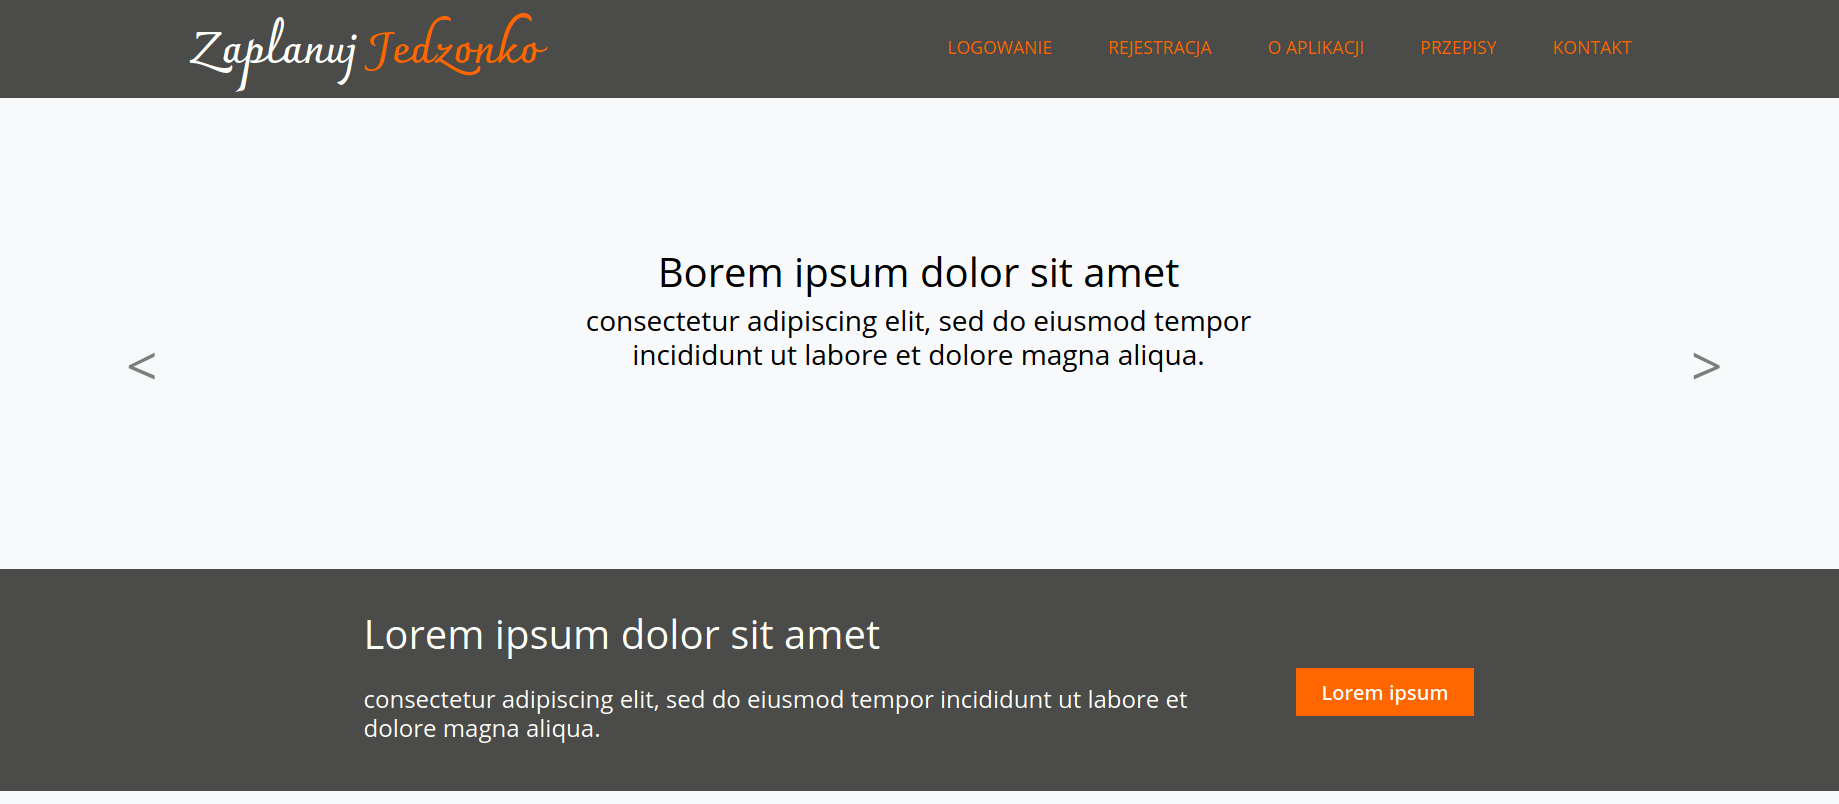 Zaplanuj Jedzonko
LOGOWANIE REJESTRACJA O APLIKACJI PRZEPISY KONTAKT
Borem ipsum dolor sit amet
consectetur adipiscing elit, sed do eiusmod tempor
incididunt ut labore et dolore magna aliqua.
< >
Lorem ipsum dolor sit amet
consectetur adipiscing elit, sed do eiusmod tempor incididunt ut labore et
dolore magna aliqua.
Lorem ipsum